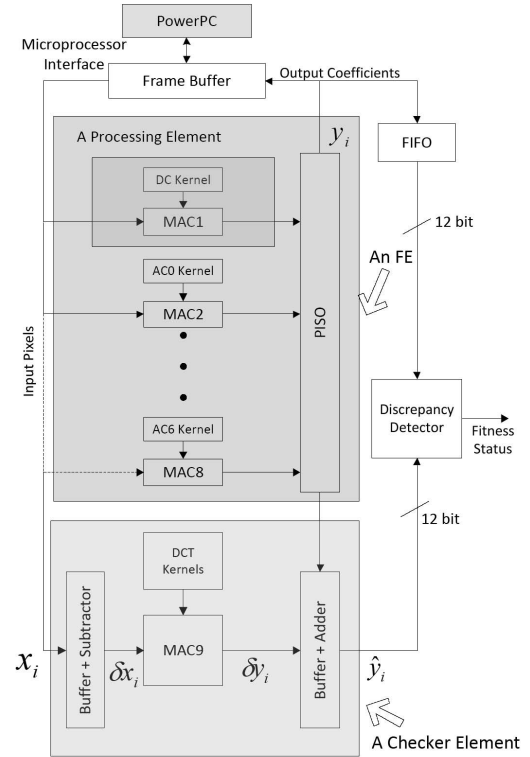 PowerPC
Microprocessor
Interface
Frame Buffer
Output Coefficients
A Processing Element
y_i
FIFO
DC Kernel
MAC1
12 bit
An FE
AC0 Kernel
MAC2
PISO
Input Pixels
Discrepancy
Detector
Fitness
Status
AC6 Kernel
MAC8
12 bit
DCT
Kernels
Buffer + Subtractor
MAC9
Buffer + Adder
x_i
δx_i
δy_i
ŷ_i
A Checker Element